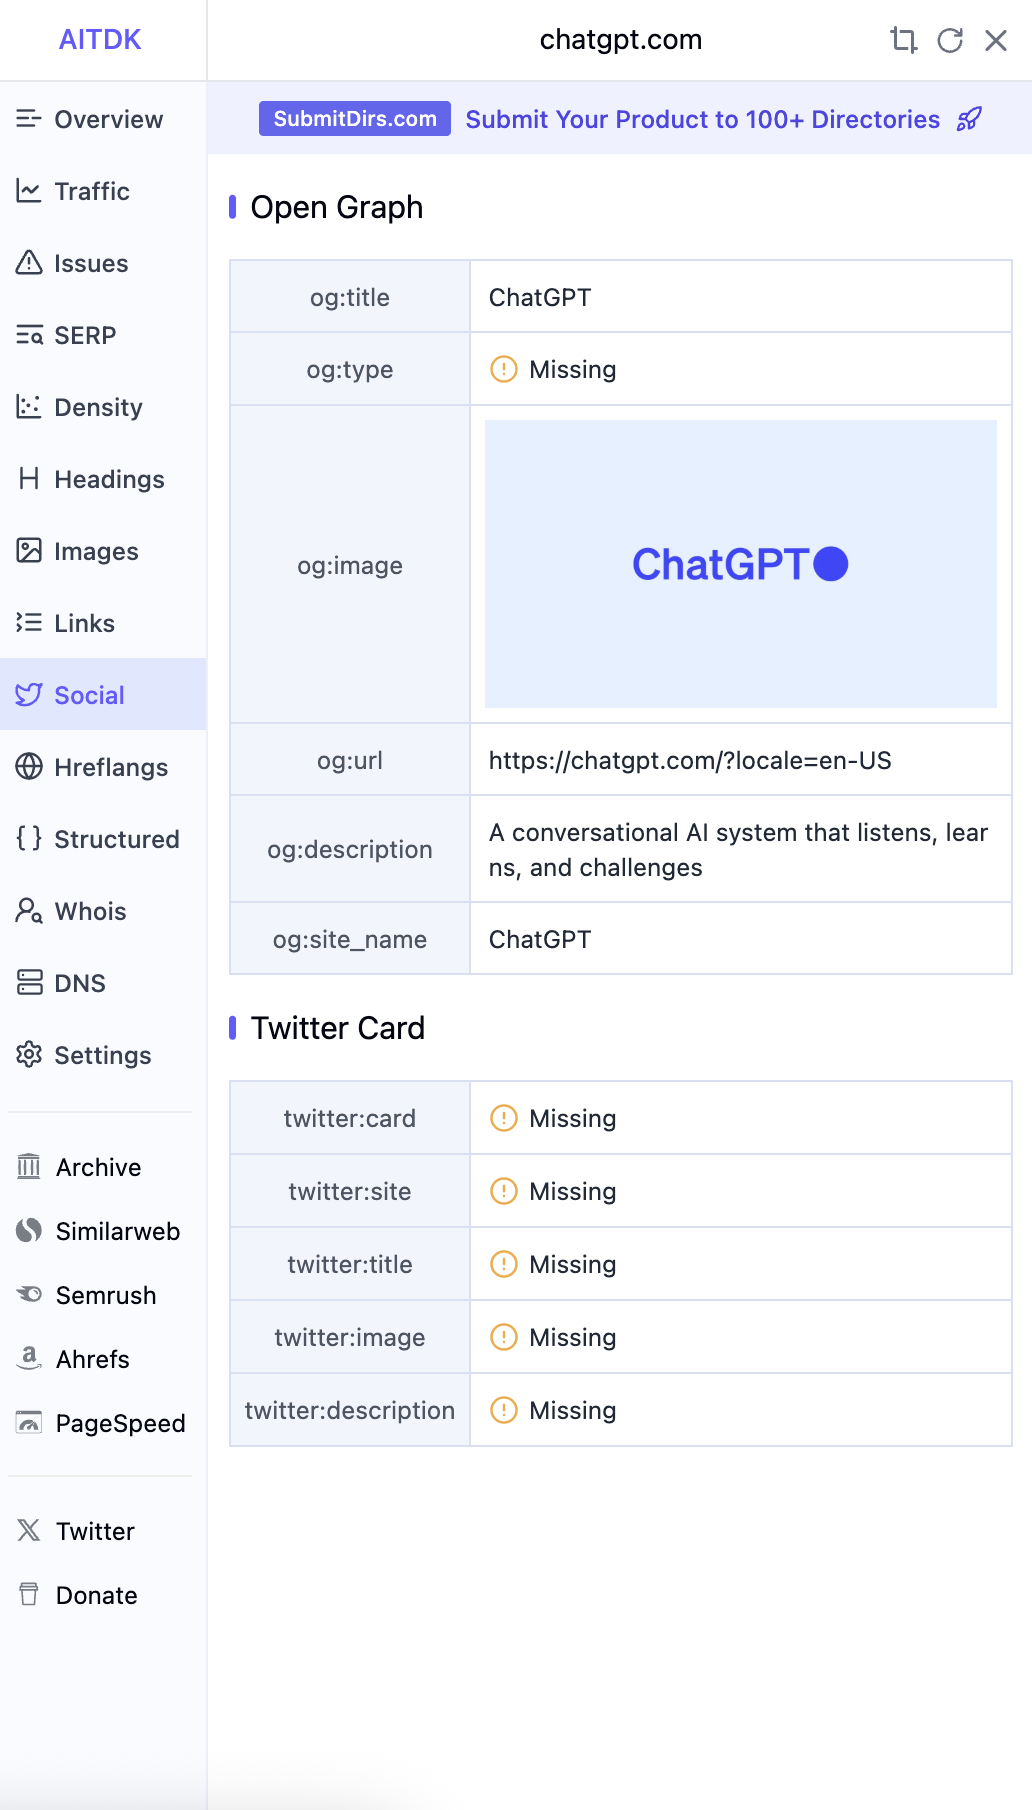 AITDK
chatgpt.com
Overview
Traffic
Issues
SERP
Density
Headings
Images
Links
Social
Hreflangs
Structured
Whois
DNS
Settings
Archive
Similarweb
Semrush
Ahrefs
PageSpeed
Twitter
Donate
SubmitDirs.com Submit Your Product to 100+ Directories
Open Graph
og:title ChatGPT
og:type Missing
og:image ChatGPT
og:url https://chatgpt.com/?locale=en-US
og:description A conversational AI system that listens, lear
ns, and challenges
og:site_name ChatGPT
Twitter Card
twitter:card Missing
twitter:site Missing
twitter:title Missing
twitter:image Missing
twitter:description Missing